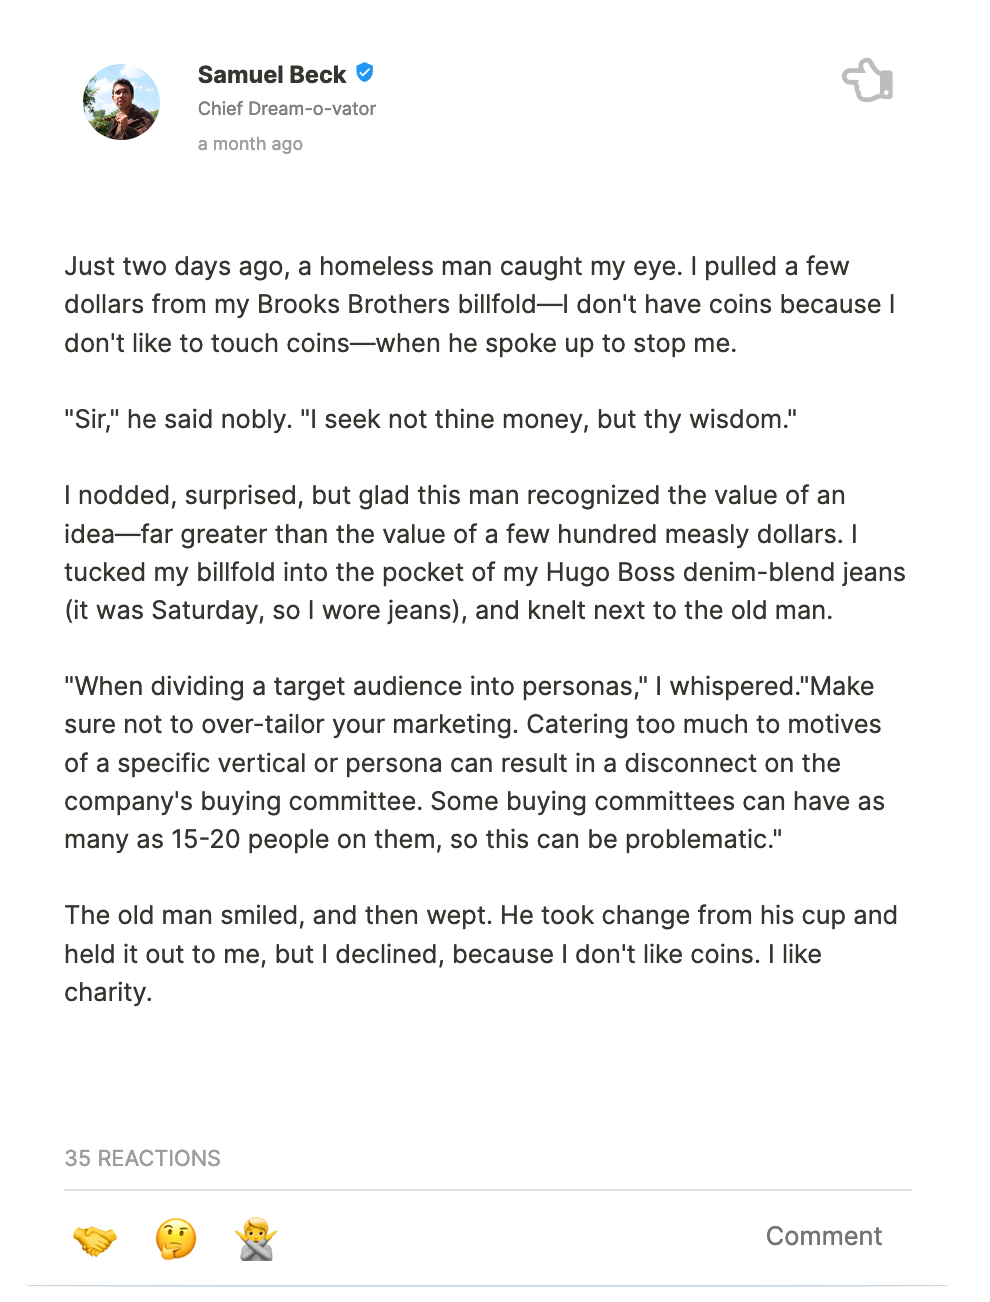 Samuel Beck
Chief Dream-o-vator
a month ago
Just two days ago, a homeless man caught my eye. I pulled a few
dollars from my Brooks Brothers billfold—I don't have coins because I
don't like to touch coins—when he spoke up to stop me.
"Sir," he said nobly. "I seek not thine money, but thy wisdom."
I nodded, surprised, but glad this man recognized the value of an
idea—far greater than the value of a few hundred measly dollars. I
tucked my billfold into the pocket of my Hugo Boss denim-blend jeans
(it was Saturday, so I wore jeans), and knelt next to the old man.
"When dividing a target audience into personas," I whispered."Make
sure not to over-tailor your marketing. Catering too much to motives
of a specific vertical or persona can result in a disconnect on the
company's buying committee. Some buying committees can have as
many as 15-20 people on them, so this can be problematic."
The old man smiled, and then wept. He took change from his cup and
held it out to me, but I declined, because I don't like coins. I like
charity.
35 REACTIONS
Comment